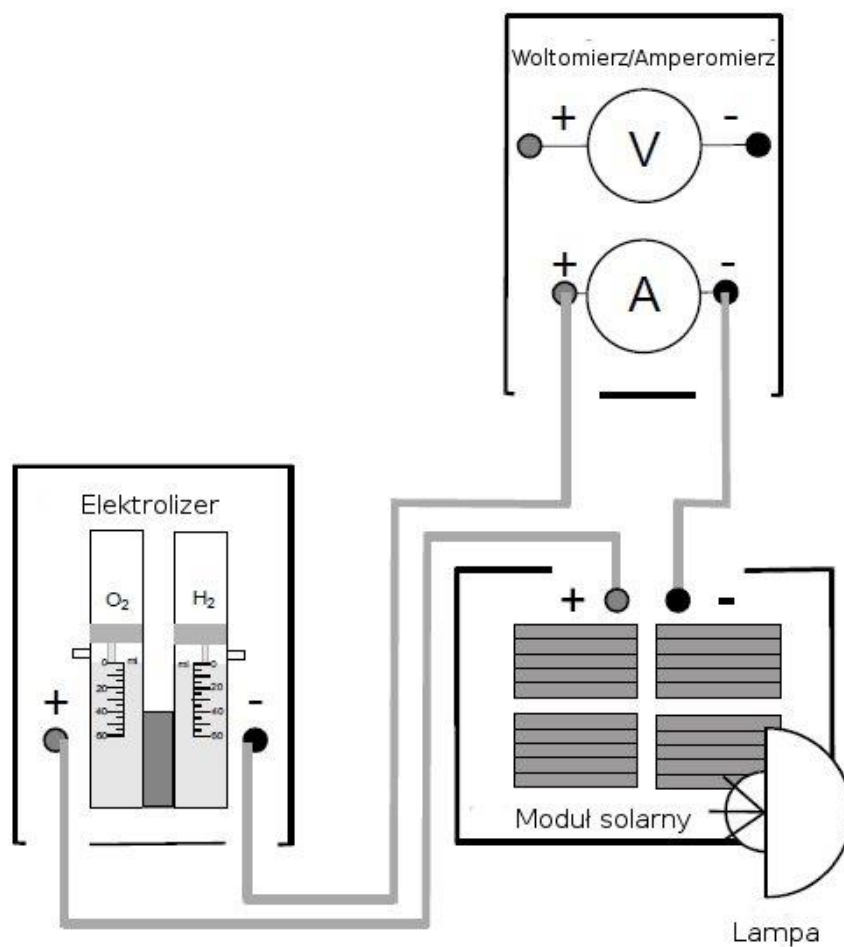 Woltomierz/Amperomierz
+ -
V
+ -
A
Elektrolizer
O₂ H₂
0 ml ml 0
20 20
40 40
60 60
+ -
+ -
Moduł solarny
Lampa